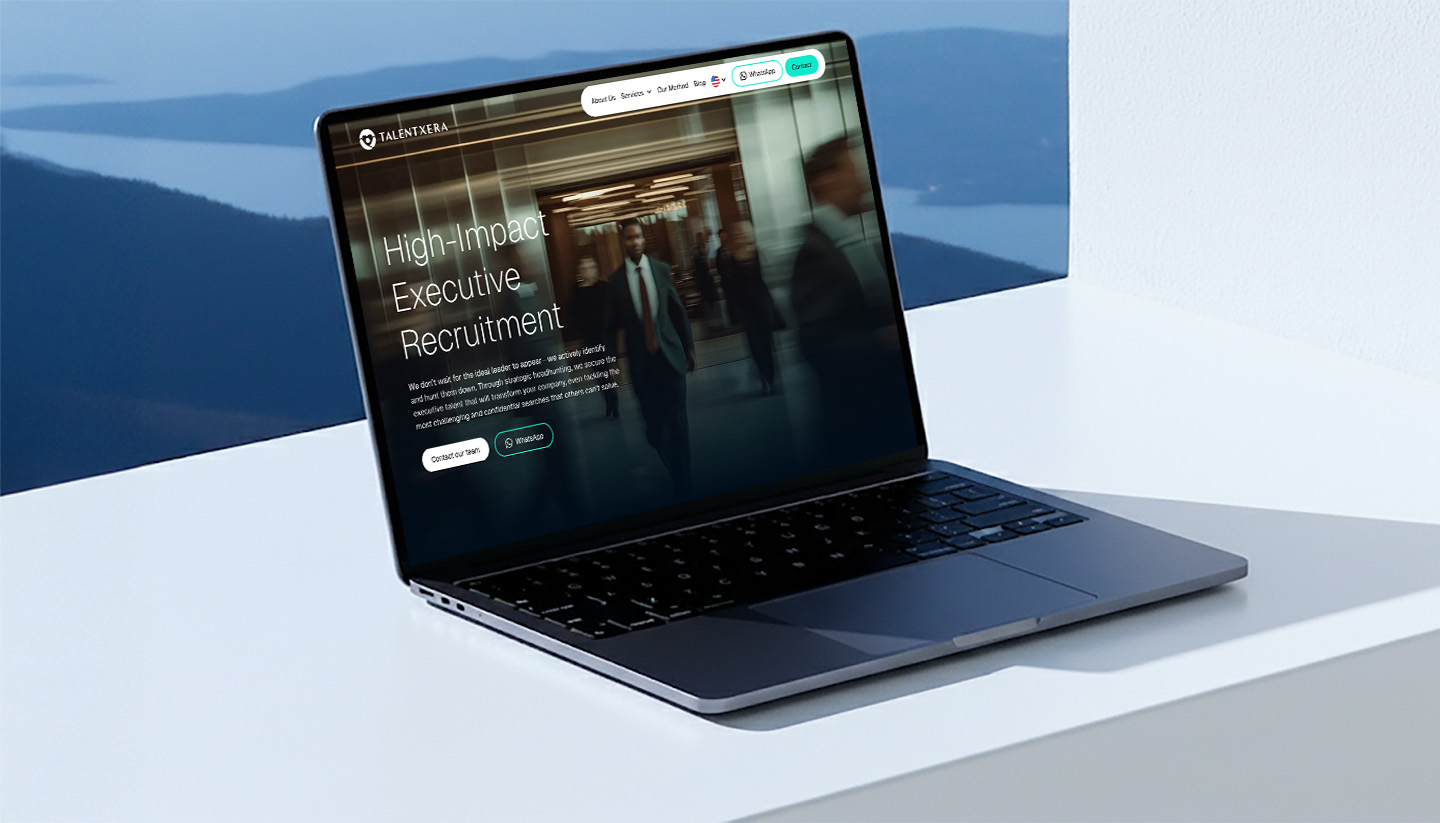 About Us Services Our Method Blog WhatsApp Contact
TALENTXERA
High-Impact
Executive
Recruitment
We don't wait for the ideal leader to appear—we actively identify
and hunt them down. Through strategic headhunting, we secure the
executive talent that will transform your company, even tackling the
most challenging and confidential searches that others can't solve.
Contact our team WhatsApp